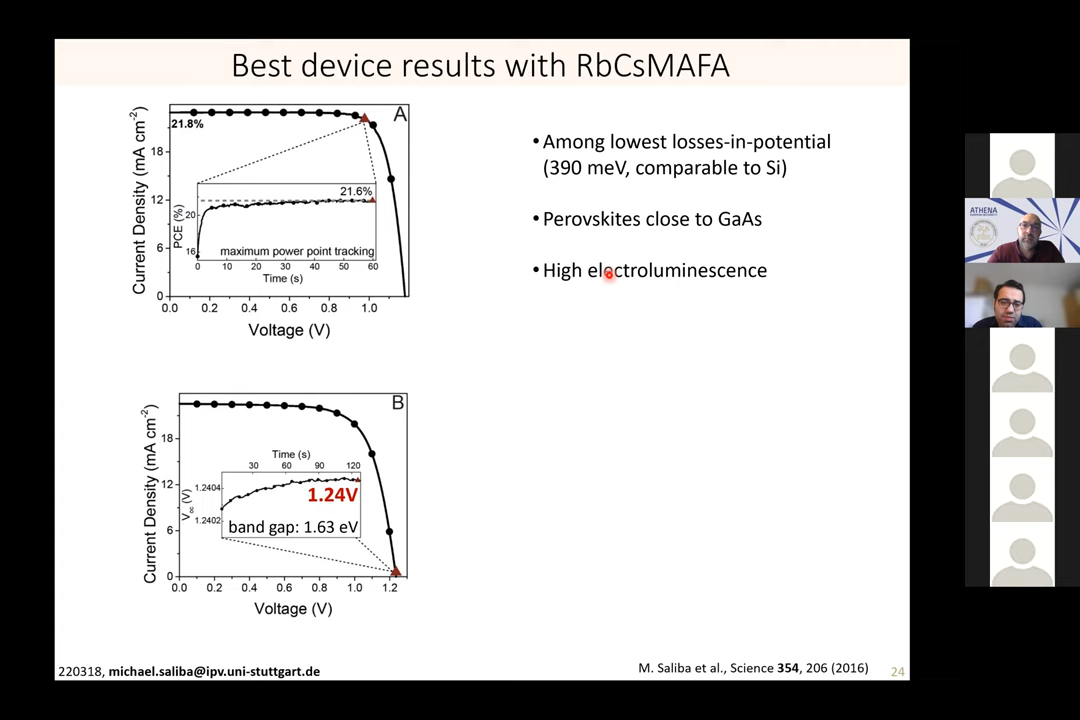 Best device results with RbCsMAFA
A
21.8%
18
12
6
0
Current Density (mA cm-2)
21.6%
20
16
PCE (%)
maximum power point tracking
0 10 20 30 40 50 60
Time (s)
0.0 0.2 0.4 0.6 0.8 1.0
Voltage (V)
•Among lowest losses-in-potential
(390 meV, comparable to Si)
•Perovskites close to GaAs
•High electroluminescence
B
18
12
6
0
Current Density (mA cm-2)
Time (s)
30 60 90 120
1.2404
1.2402
Voc (V)
1.24V
band gap: 1.63 eV
0.0 0.2 0.4 0.6 0.8 1.0 1.2
Voltage (V)
220318, michael.saliba@ipv.uni-stuttgart.de
M. Saliba et al., Science 354, 206 (2016)
24
ATHENA